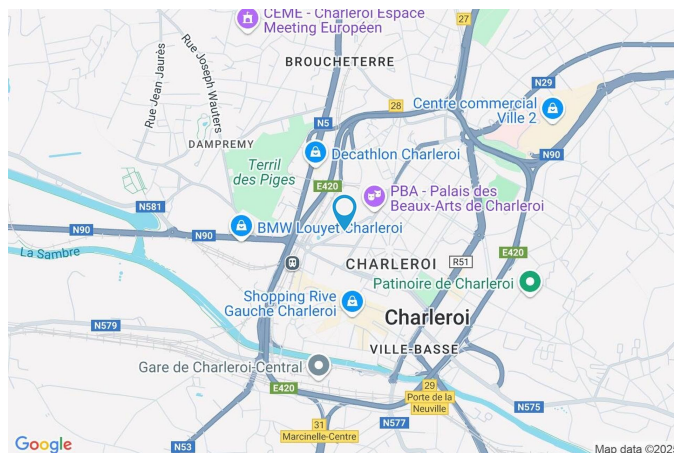 CEME - Charleroi Espace
Meeting Européen
27
BROUCHETERRE
Rue Jean Jaurès
Rue Joseph Wauters
N5
28
N29
Centre commercial
Ville 2
DAMPREMY
Decathlon Charleroi
N90
Terril
des Piges
E420
PBA - Palais des
Beaux-Arts de Charleroi
N581
N90
N90
BMW Louyet Charleroi
La Sambre
E420
R51
CHARLEROI
Patinoire de Charleroi
Shopping Rive
Gauche Charleroi
Charleroi
N579
VILLE-BASSE
Gare de Charleroi-Central
E420
29
Porte de la
Neuville
N575
31
Marcinelle-Centre
N577
N53
Google
Map data ©2025